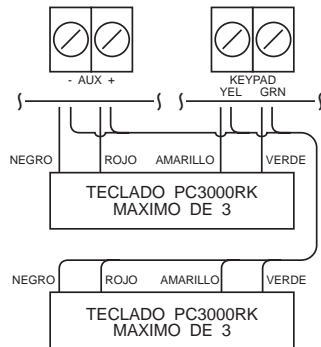 - AUX +
KEYPAD
YEL GRN
NEGRO ROJO AMARILLO VERDE
TECLADO PC3000RK
MAXIMO DE 3
NEGRO ROJO AMARILLO VERDE
TECLADO PC3000RK
MAXIMO DE 3